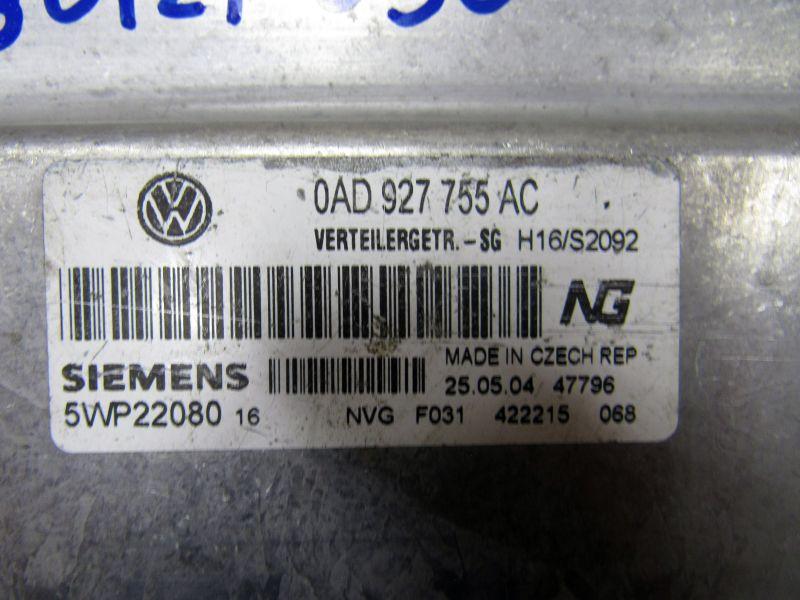 0AD 927 755 AC
VERTEILERGETR.-SG H16/S2092
NG
SIEMENS
MADE IN CZECH REP
25.05.04 47796
5WP22080 16
NVG F031 422215 068